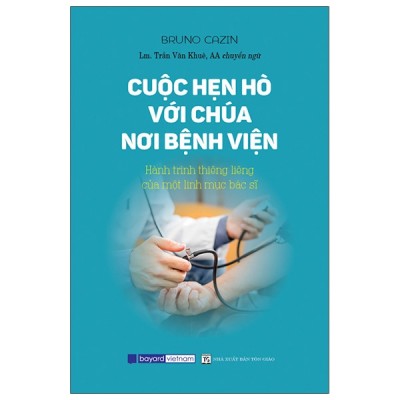 BRUNO CAZIN
Lm. Trần Văn Khuê, AA chuyển ngữ
CUỘC HẸN HÒ
VỚI CHÚA
NƠI BỆNH VIỆN
Hành trình thiêng liêng
của một linh mục bác sĩ
bayard vietnam
NHÀ XUẤT BẢN TÔN GIÁO